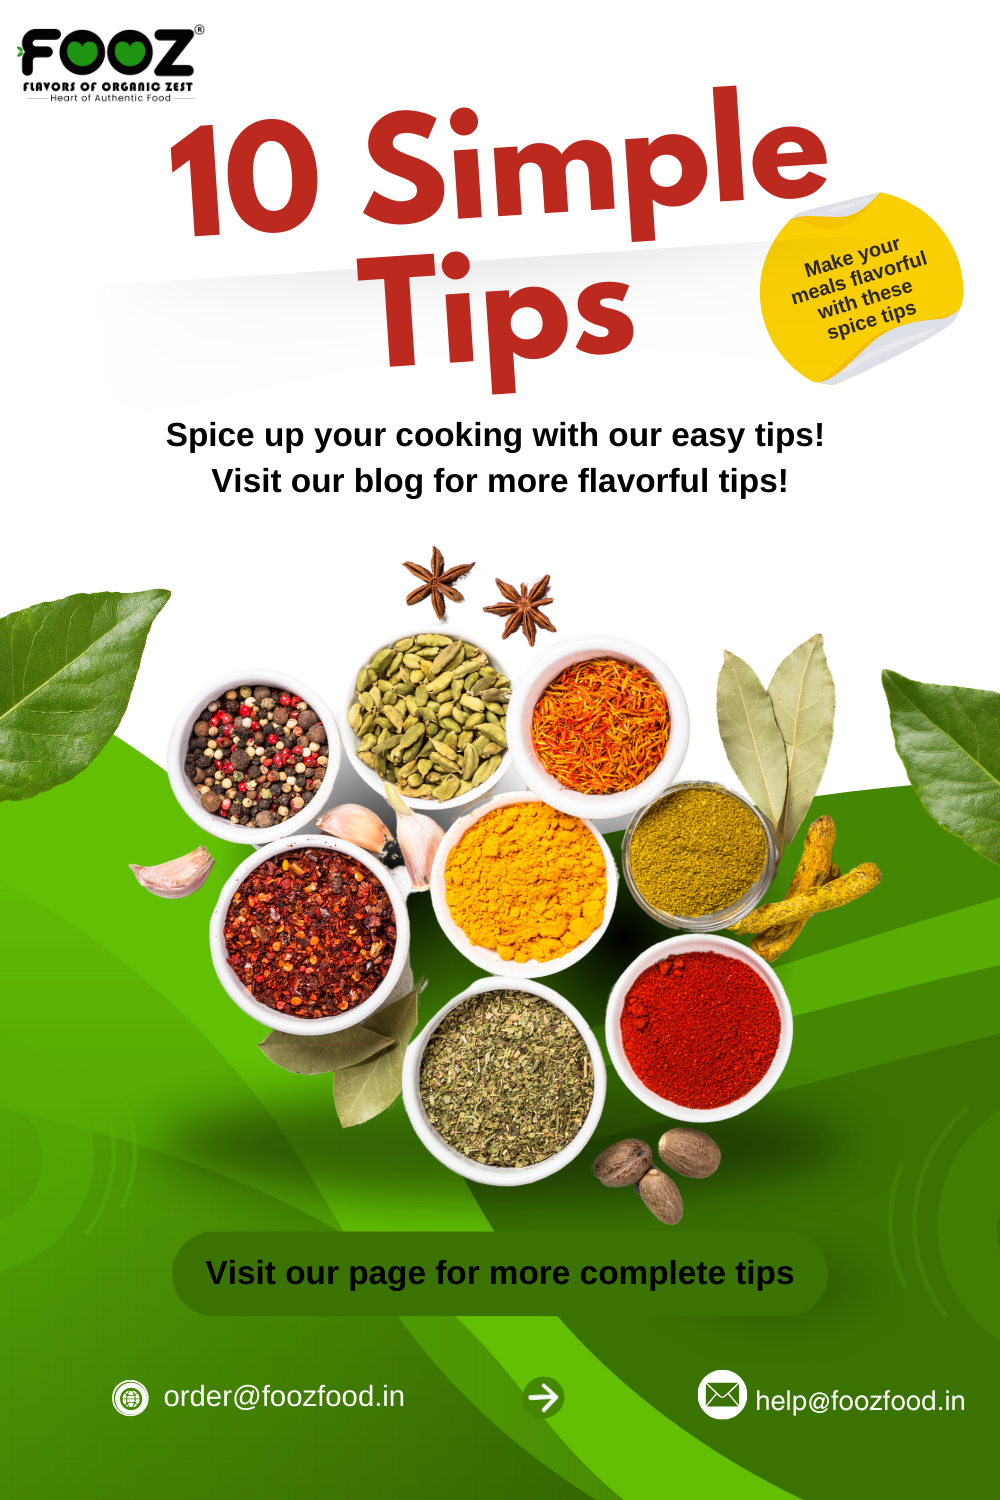 FOOZ®
FLAVORS OF ORGANIC ZEST
Heart of Authentic Food
10 Simple
Tips
Make your
meals flavorful
with these
spice tips
Spice up your cooking with our easy tips!
Visit our blog for more flavorful tips!
Visit our page for more complete tips
order@foozfood.in
help@foozfood.in